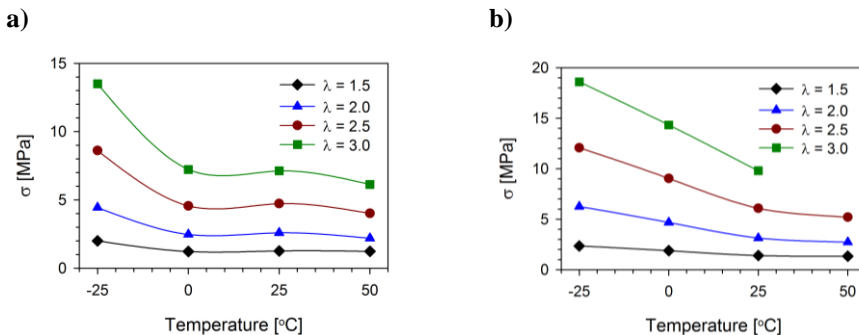 a)
15
10
5
0
σ [MPa]
-25 0 25 50
Temperature [°C]
λ = 1.5
λ = 2.0
λ = 2.5
λ = 3.0
b)
20
15
10
5
0
σ [MPa]
-25 0 25 50
Temperature [°C]
λ = 1.5
λ = 2.0
λ = 2.5
λ = 3.0